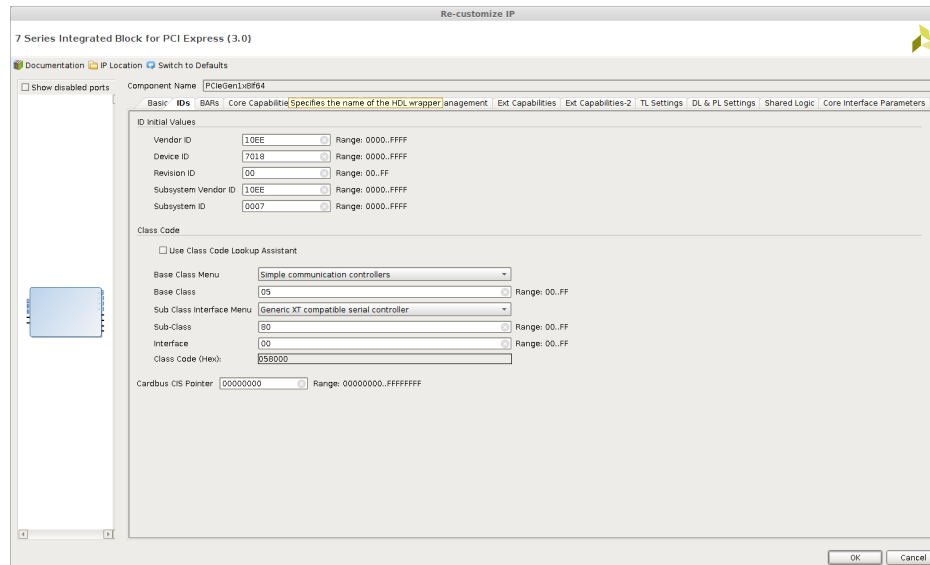 Re-customize IP
7 Series Integrated Block for PCI Express (3.0)
Documentation IP Location Switch to Defaults
Show disabled ports
Component Name PCIeGen1x8If64
Basic IDs BARs Core Capabilitie Specifies the name of the HDL wrapper anagement Ext Capabilities Ext Capabilities-2 TL Settings DL & PL Settings Shared Logic Core Interface Parameters
ID Initial Values
Vendor ID 10EE Range: 0000..FFFF
Device ID 7018 Range: 0000..FFFF
Revision ID 00 Range: 00..FF
Subsystem Vendor ID 10EE Range: 0000..FFFF
Subsystem ID 0007 Range: 0000..FFFF
Class Code
Use Class Code Lookup Assistant
Base Class Menu Simple communication controllers
Base Class 05 Range: 00..FF
Sub Class Interface Menu Generic XT compatible serial controller
Sub-Class 80 Range: 00..FF
Interface 00 Range: 00..FF
Class Code (Hex): 058000
Cardbus CIS Pointer 00000000 Range: 00000000..FFFFFFFF
OK Cancel